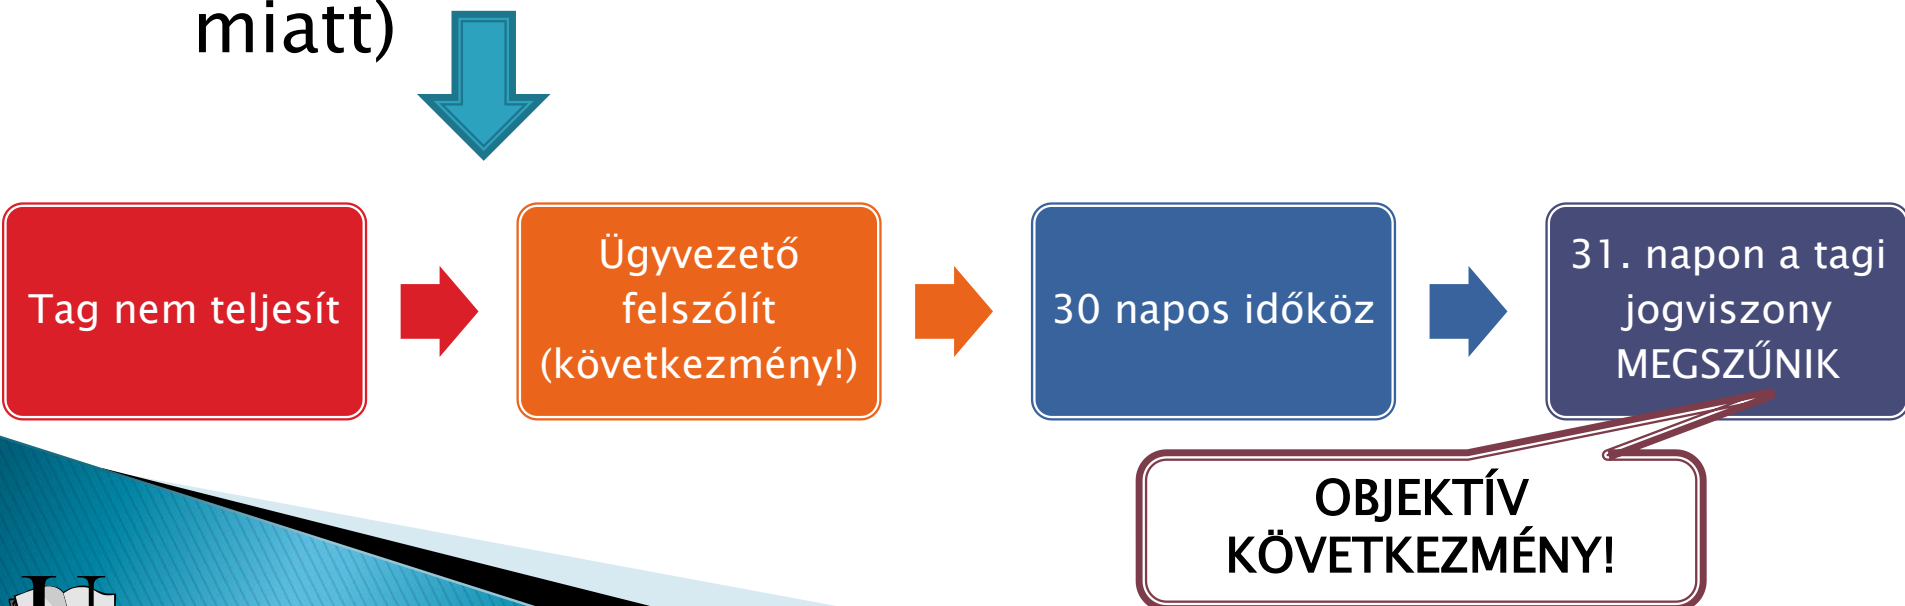 miatt)
Tag nem teljesít
Ügyvezető
felszólít
(következmény!)
30 napos időköz
31. napon a tagi
jogviszony
MEGSZŰNIK
OBJEKTÍV
KÖVETKEZMÉNY!